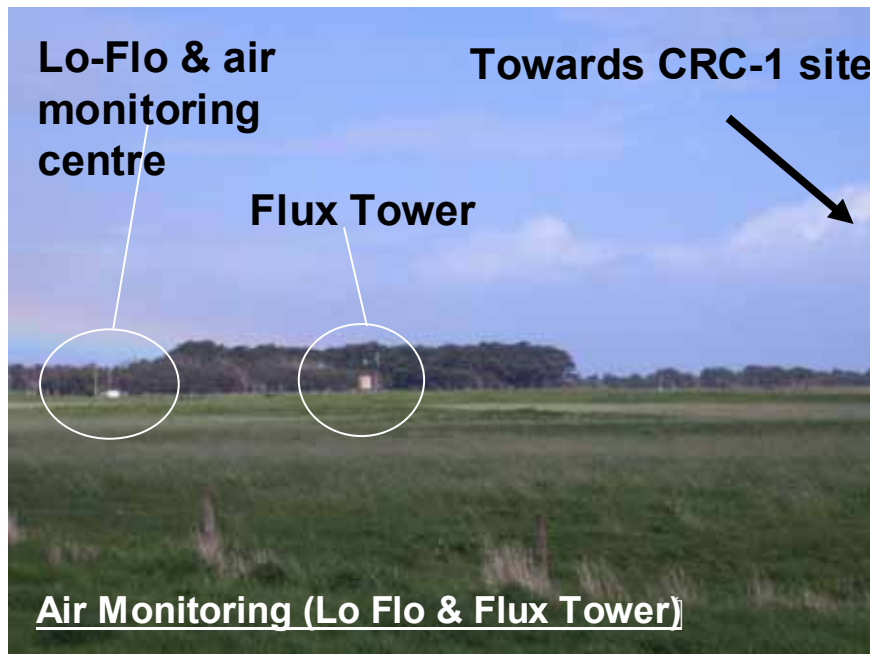 Lo-Flo & air
monitoring
centre
Towards CRC-1 site
Flux Tower
Air Monitoring (Lo Flo & Flux Tower)